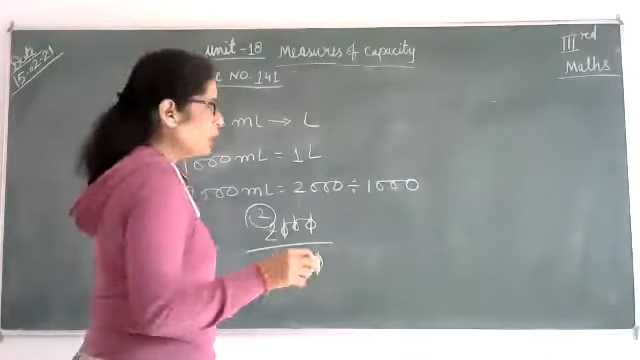 Date
15-02-21
Unit-18 Measures of Capacity
III rd
Maths
NO. 141
mL → L
1000 mL = 1 L
2000 mL = 2000 ÷ 1000
2
2000